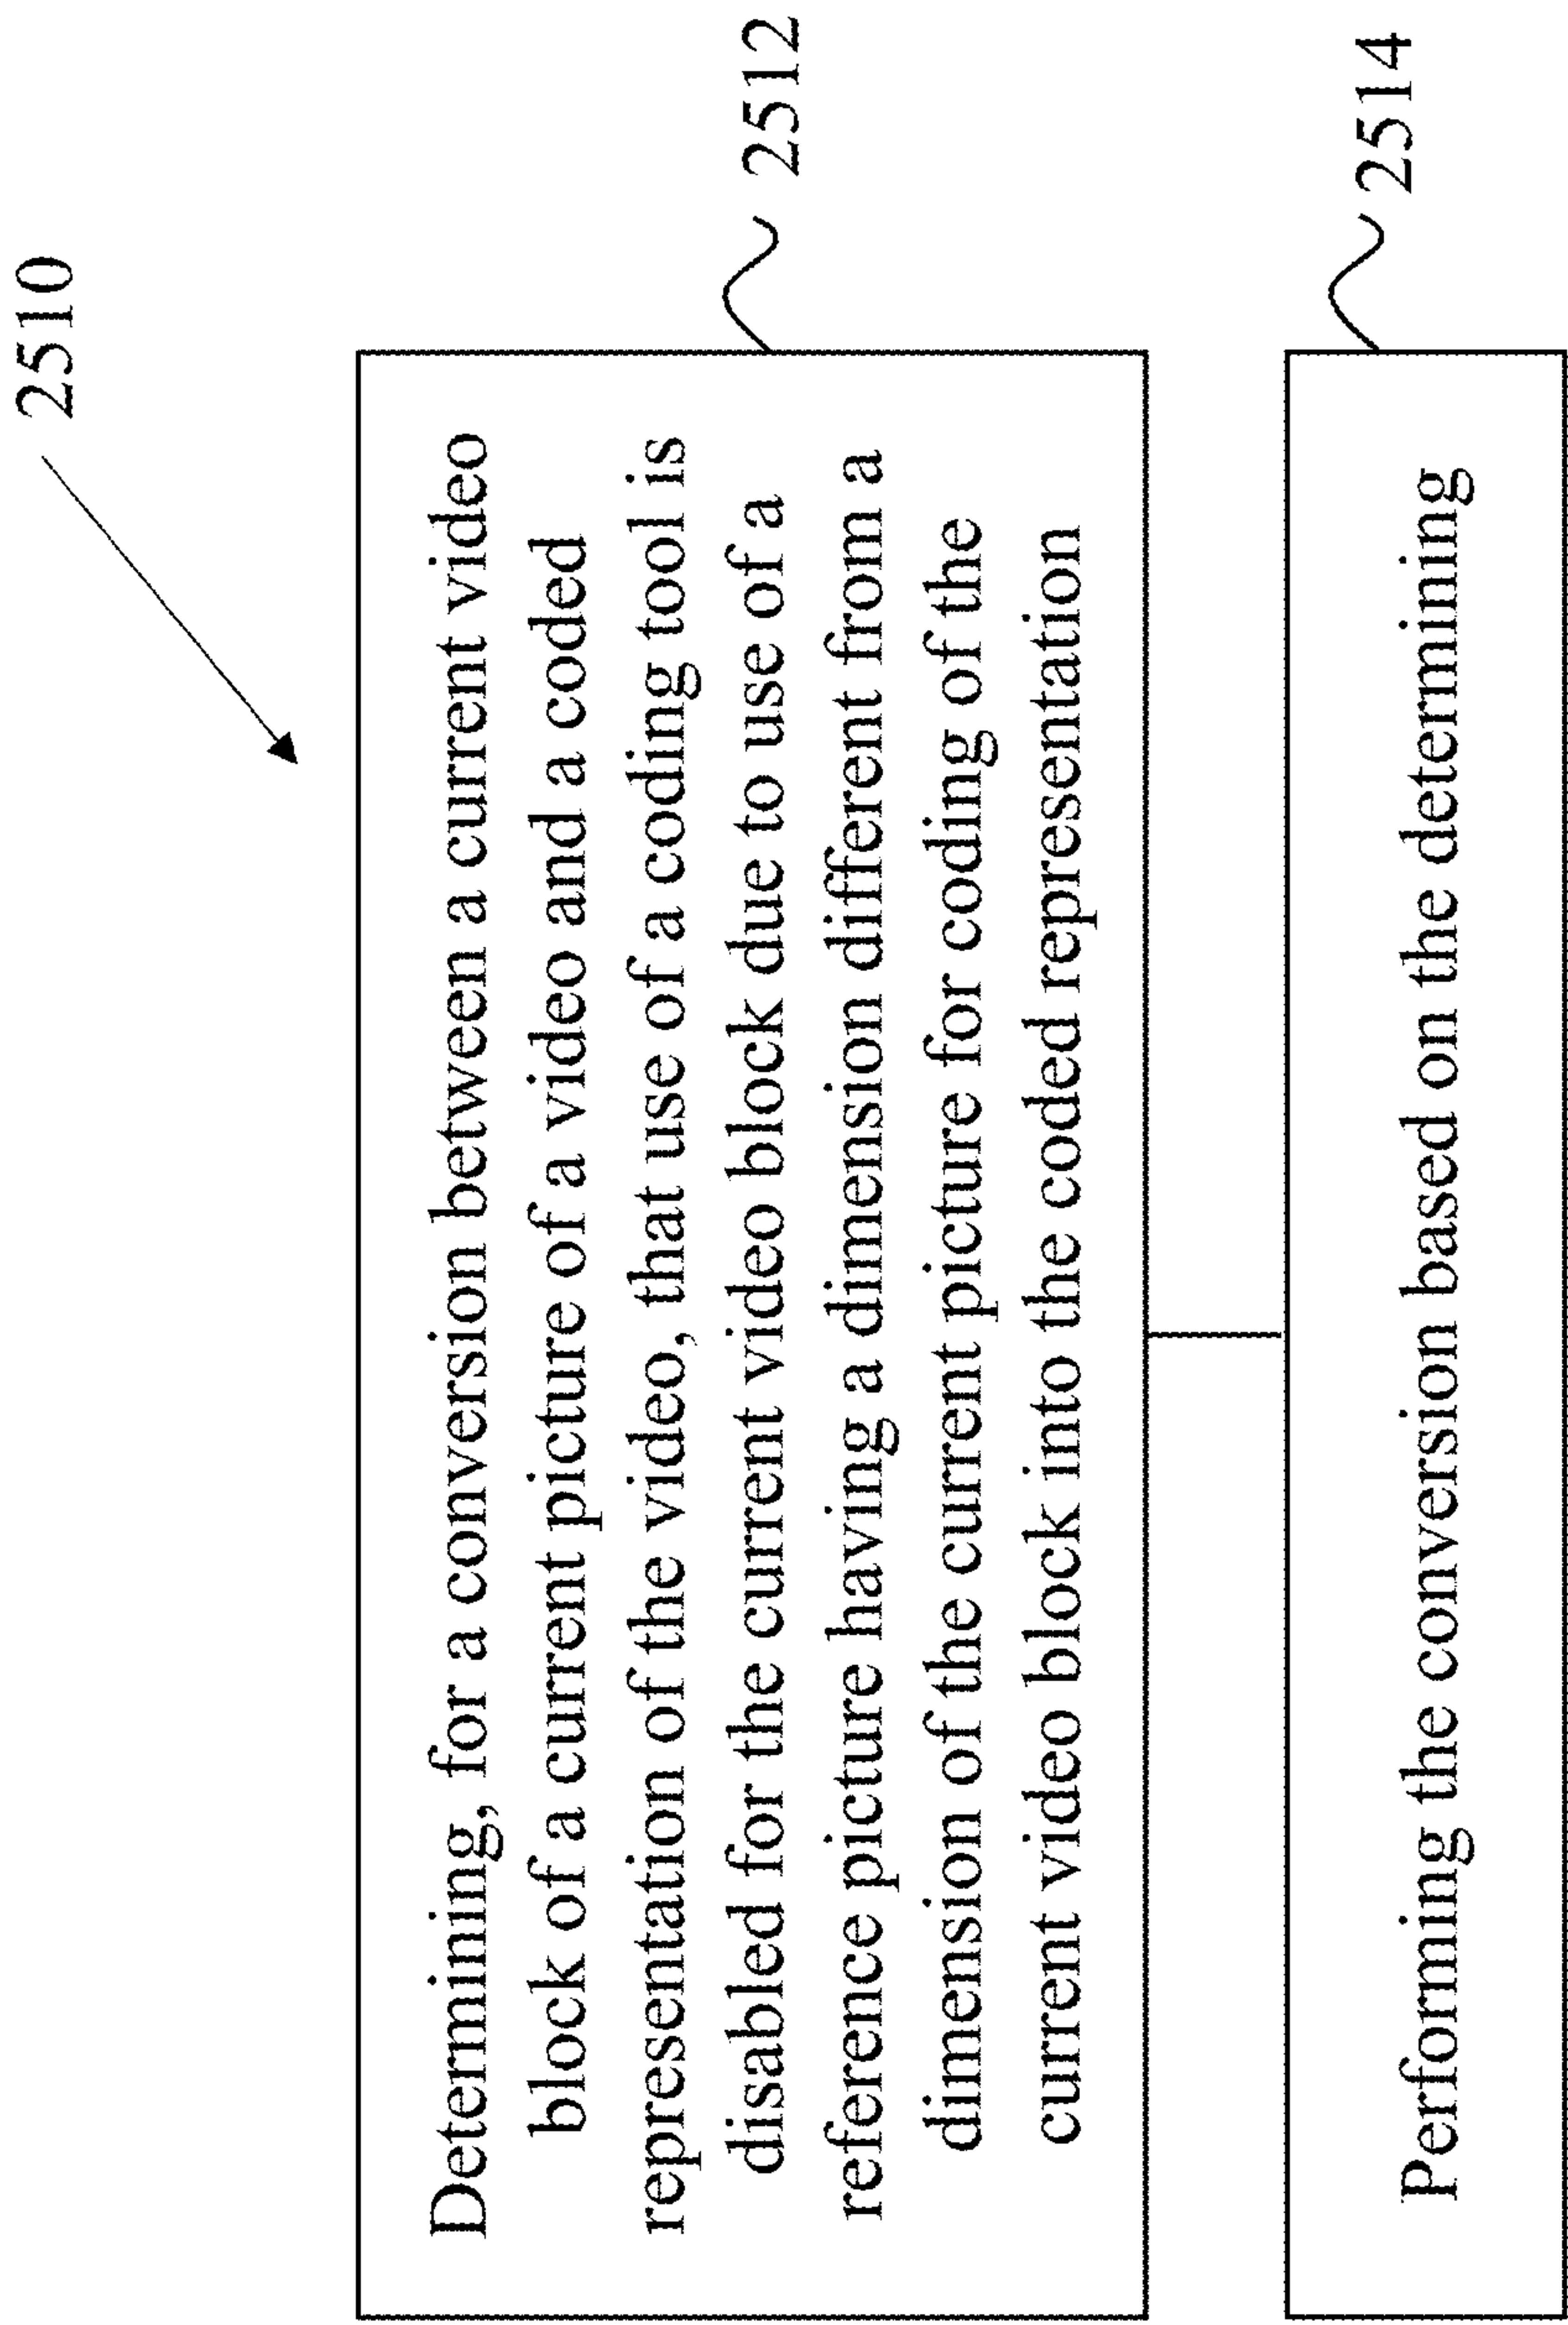 2510
Determining, for a conversion between a current video
block of a current picture of a video and a coded
representation of the video, that use of a coding tool is
disabled for the current video block due to use of a
reference picture having a dimension different from a
dimension of the current picture for coding of the
current video block into the coded representation
2512
Performing the conversion based on the determining
2514